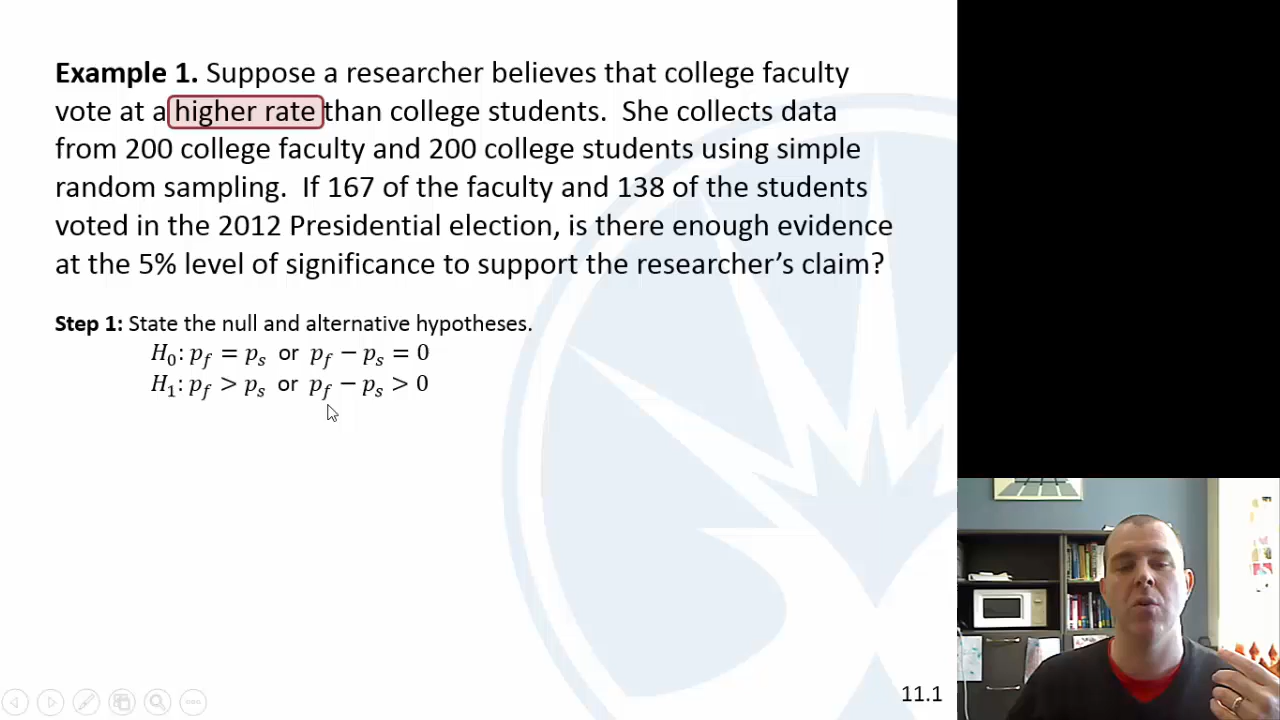 Example 1. Suppose a researcher believes that college faculty
vote at a higher rate than college students. She collects data
from 200 college faculty and 200 college students using simple
random sampling. If 167 of the faculty and 138 of the students
voted in the 2012 Presidential election, is there enough evidence
at the 5% level of significance to support the researcher’s claim?
Step 1: State the null and alternative hypotheses.
H₀: p_f = p_s or p_f − p_s = 0
H₁: p_f > p_s or p_f − p_s > 0
11.1